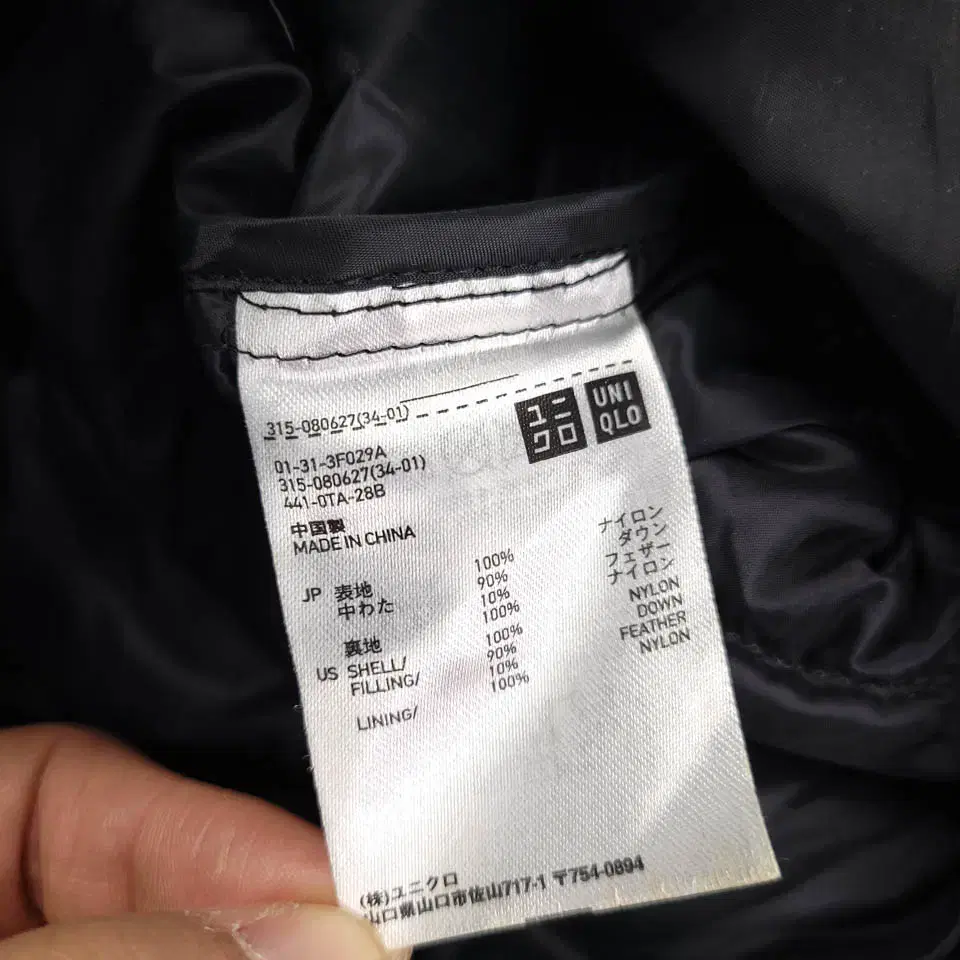 ユニ
クロ
UNI
QLO
315-080627(34-01)
01-31-3F029A
315-080627(34-01)
441-0TA-28B
中国製
MADE IN CHINA
JP 表地 100% ナイロン
中わた 90% ダウン
10% フェザー
裏地 100% ナイロン
US SHELL/ 100% NYLON
FILLING/ 90% DOWN
10% FEATHER
LINING/ 100% NYLON
(株)ユニクロ
山口県山口市佐山717-1 〒754-0894